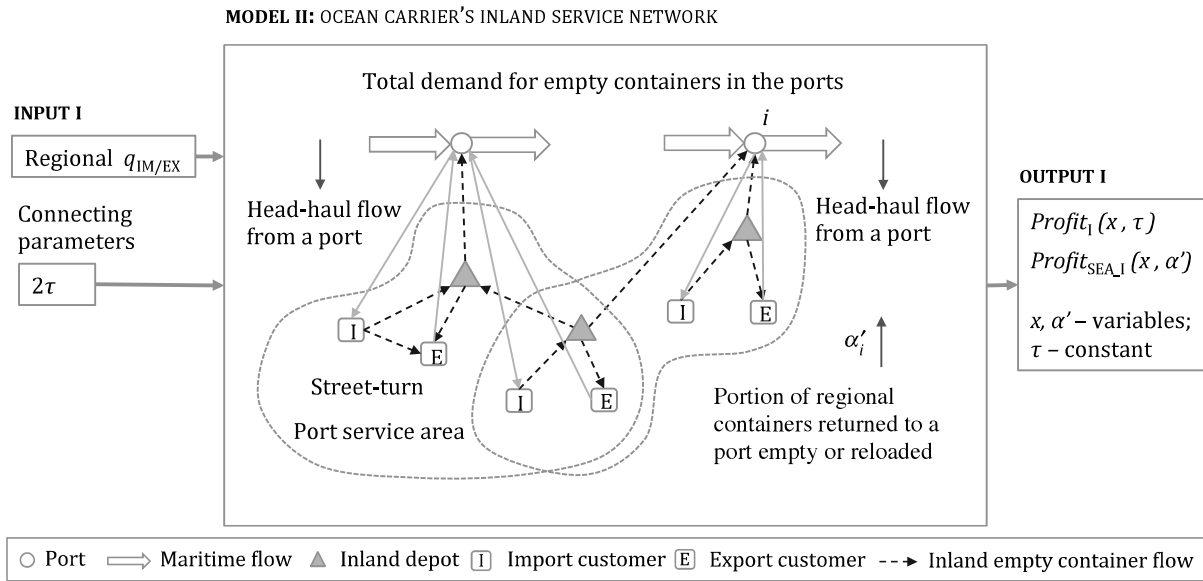 MODEL II: OCEAN CARRIER'S INLAND SERVICE NETWORK
Total demand for empty containers in the ports
INPUT I
Regional q_IM/EX
Connecting
parameters
2τ
i
Head-haul flow
from a port
Head-haul flow
from a port
I
E
Street-turn
Port service area
I
E
I
E
α′_i
Portion of regional
containers returned to a
port empty or reloaded
OUTPUT I
Profit_I (x , τ)
Profit_SEA_I (x , α')
x, α' – variables;
τ – constant
Port
Maritime flow
Inland depot
I Import customer
E Export customer
Inland empty container flow